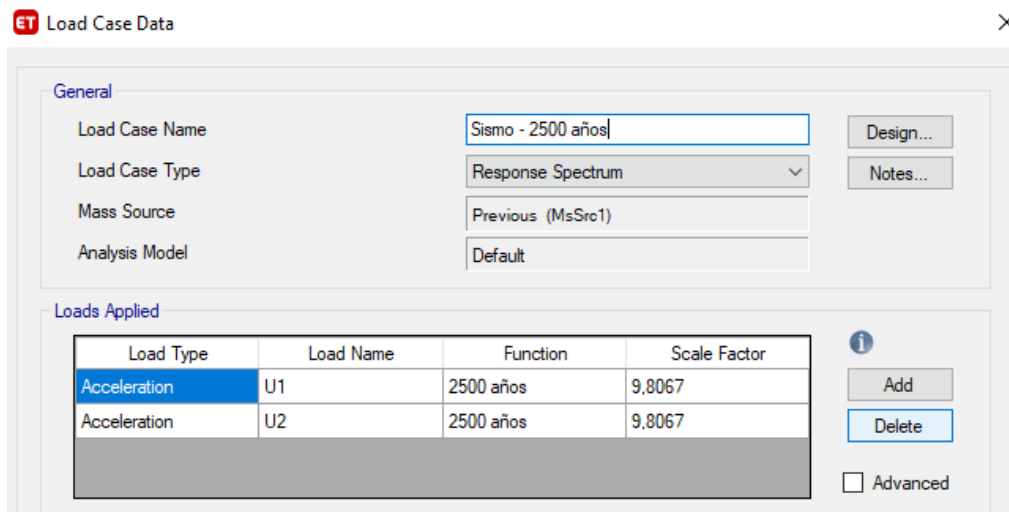 ET Load Case Data
General
Load Case Name Sismo - 2500 años Design...
Load Case Type Response Spectrum Notes...
Mass Source Previous (MsSrc1)
Analysis Model Default
Loads Applied
Load Type Load Name Function Scale Factor
Acceleration U1 2500 años 9,8067 Add
Acceleration U2 2500 años 9,8067 Delete
Advanced